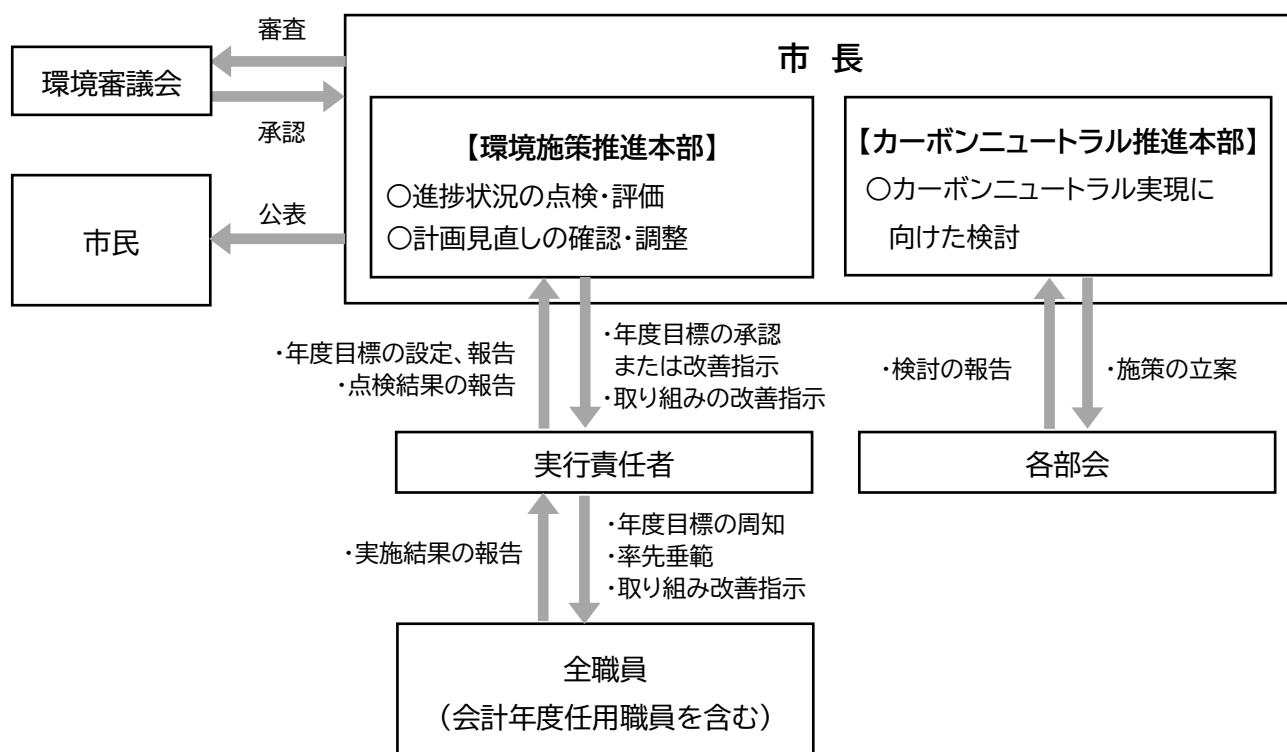 審査
環境審議会
承認
市民
公表
市 長
【環境施策推進本部】
○進捗状況の点検・評価
○計画見直しの確認・調整
【カーボンニュートラル推進本部】
○カーボンニュートラル実現に
向けた検討
・年度目標の設定、報告
・点検結果の報告
・年度目標の承認
または改善指示
・取り組みの改善指示
・検討の報告
・施策の立案
実行責任者
各部会
・実施結果の報告
・年度目標の周知
・率先垂範
・取り組み改善指示
全職員
（会計年度任用職員を含む）